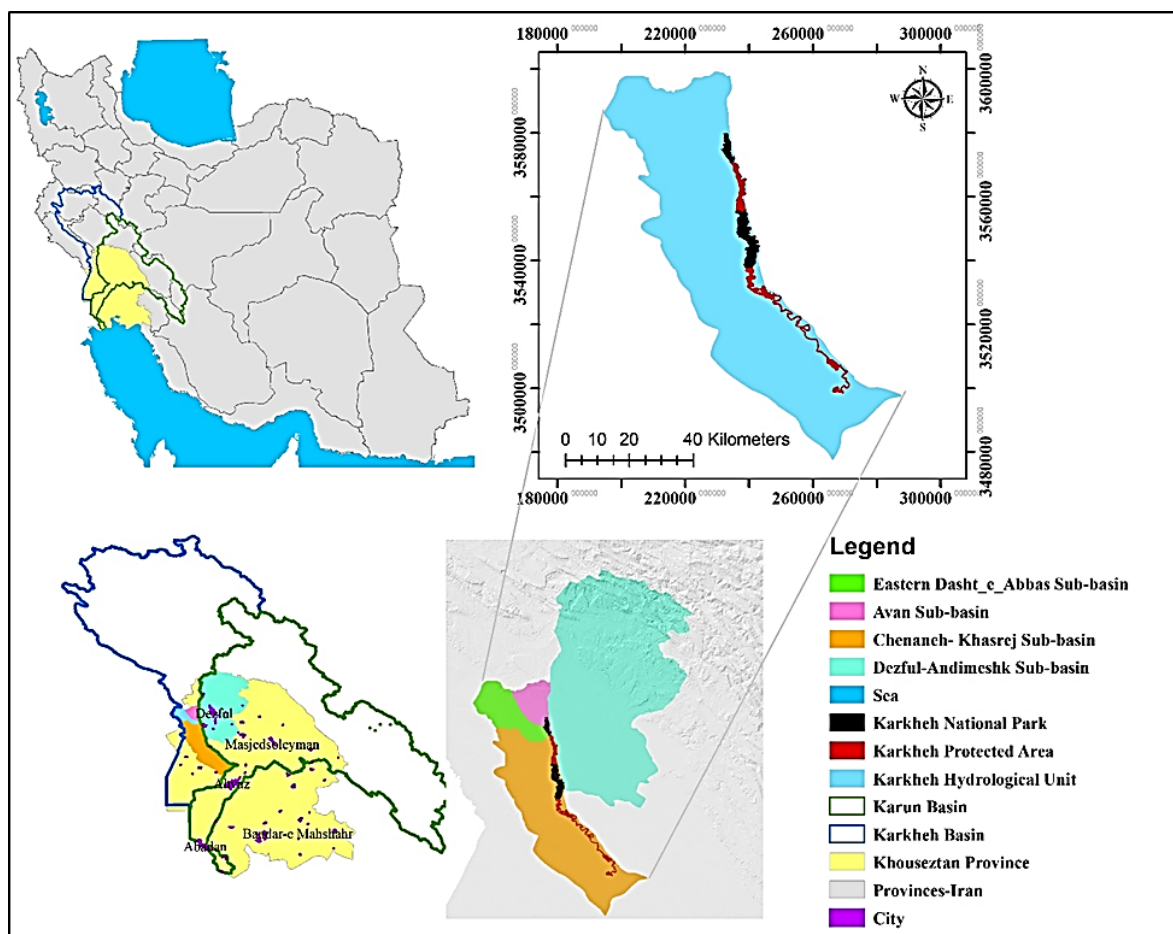 180000 220000 260000 300000
N
W E
S
3600000
3580000
3560000
3540000
3520000
3500000
3480000
0 10 20 40 Kilometers
180000 220000 260000 300000
Dezful
Masjedsoleyman
Ahvaz
Bandar-e Mahshahr
Abadan
Legend
Eastern Dasht_e_Abbas Sub-basin
Avan Sub-basin
Chenaneh- Khasrej Sub-basin
Dezful-Andimeshk Sub-basin
Sea
Karkheh National Park
Karkheh Protected Area
Karkheh Hydrological Unit
Karun Basin
Karkheh Basin
Khouseztan Province
Provinces-Iran
City